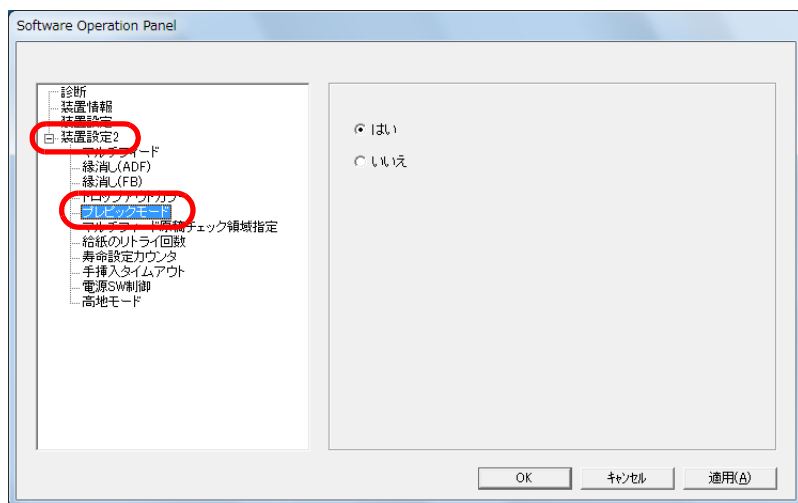 Software Operation Panel
診断
装置情報
装置設定
装置設定2
マルチフィード
縁消し(ADF)
縁消し(FB)
ドロップアウトカラー
プレピックモード
マルチフィード原稿チェック領域指定
給紙のリトライ回数
寿命設定カウンタ
手挿入タイムアウト
電源SW制御
高地モード
はい
いいえ
OK
キャンセル
適用(A)